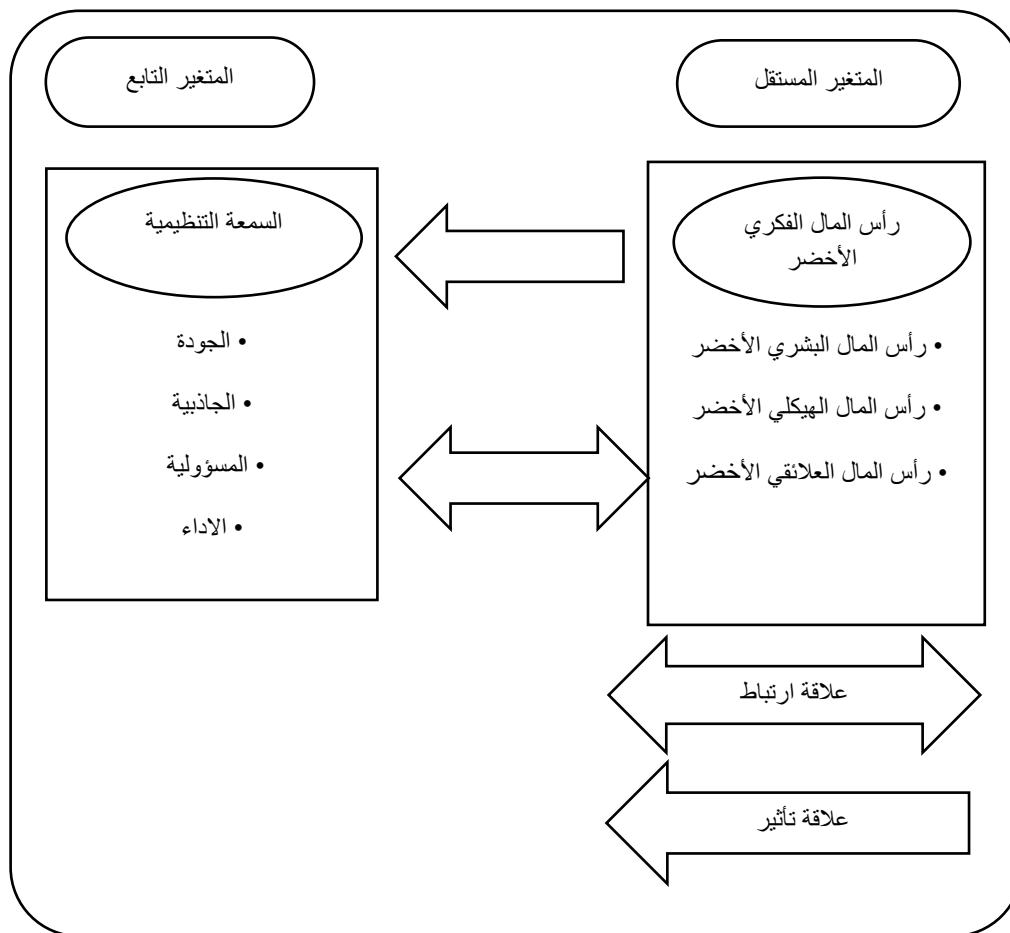 المتغير المستقل
المتغير التابع
رأس المال الفكري
الأخضر
• رأس المال البشري الأخضر
• رأس المال الهيكلي الأخضر
• رأس المال العلائقي الأخضر
السمعة التنظيمية
• الجودة
• الجاذبية
• المسؤولية
• الاداء
علاقة ارتباط
علاقة تأثير